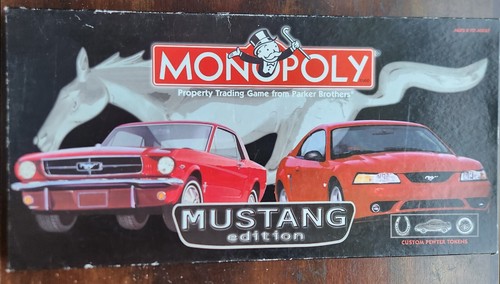 MONOPOLY
Property Trading Game from Parker Brothers®
MUSTANG
edition
CUSTOM PEWTER TOKENS